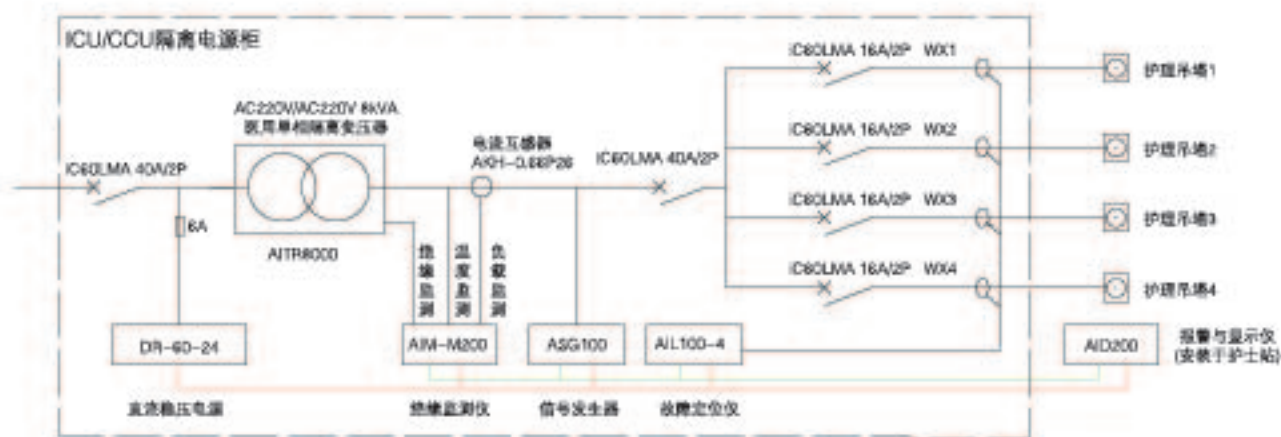 ICU/CCU隔离电源柜
iC60LMA 16A/2P WX1
护理吊塔1
AC220V/AC220V 8kVA
医用单相隔离变压器
电流互感器
AKH-0.66P26
iC60LMA 40A/2P
iC60LMA 16A/2P WX2
护理吊塔2
iC60LMA 40A/2P
6A
AITR8000
绝缘监测
温度监测
负载监测
iC60LMA 16A/2P WX3
护理吊塔3
iC60LMA 16A/2P WX4
护理吊塔4
DR-60-24
AIM-M200
ASG100
AIL100-4
AID200
报警与显示仪
(安装于护士站)
直流稳压电源
绝缘监测仪
信号发生器
故障定位仪